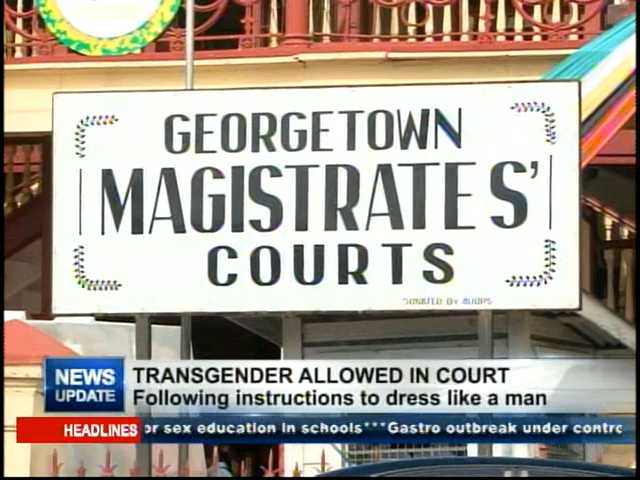 GEORGETOWN
MAGISTRATES'
COURTS
DONATED BY MJOPS
NEWS UPDATE
TRANSGENDER ALLOWED IN COURT
Following instructions to dress like a man
HEADLINES
or sex education in schools***Gastro outbreak under contro